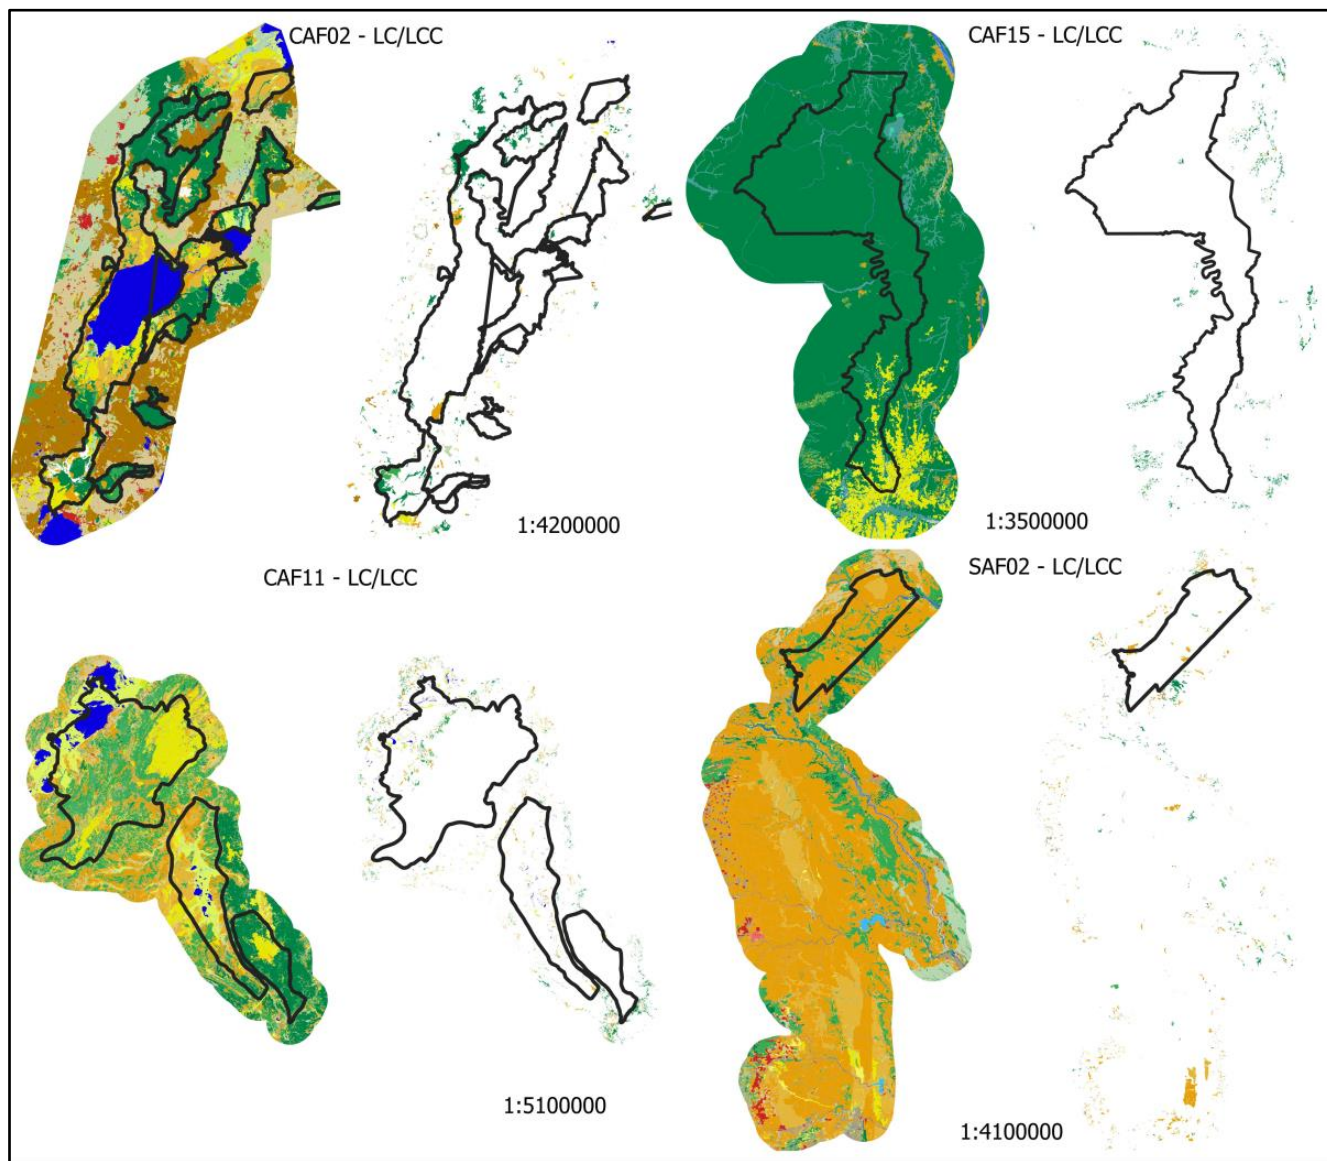 CAF02 - LC/LCC
CAF15 - LC/LCC
1:4200000
1:3500000
CAF11 - LC/LCC
SAF02 - LC/LCC
1:5100000
1:4100000